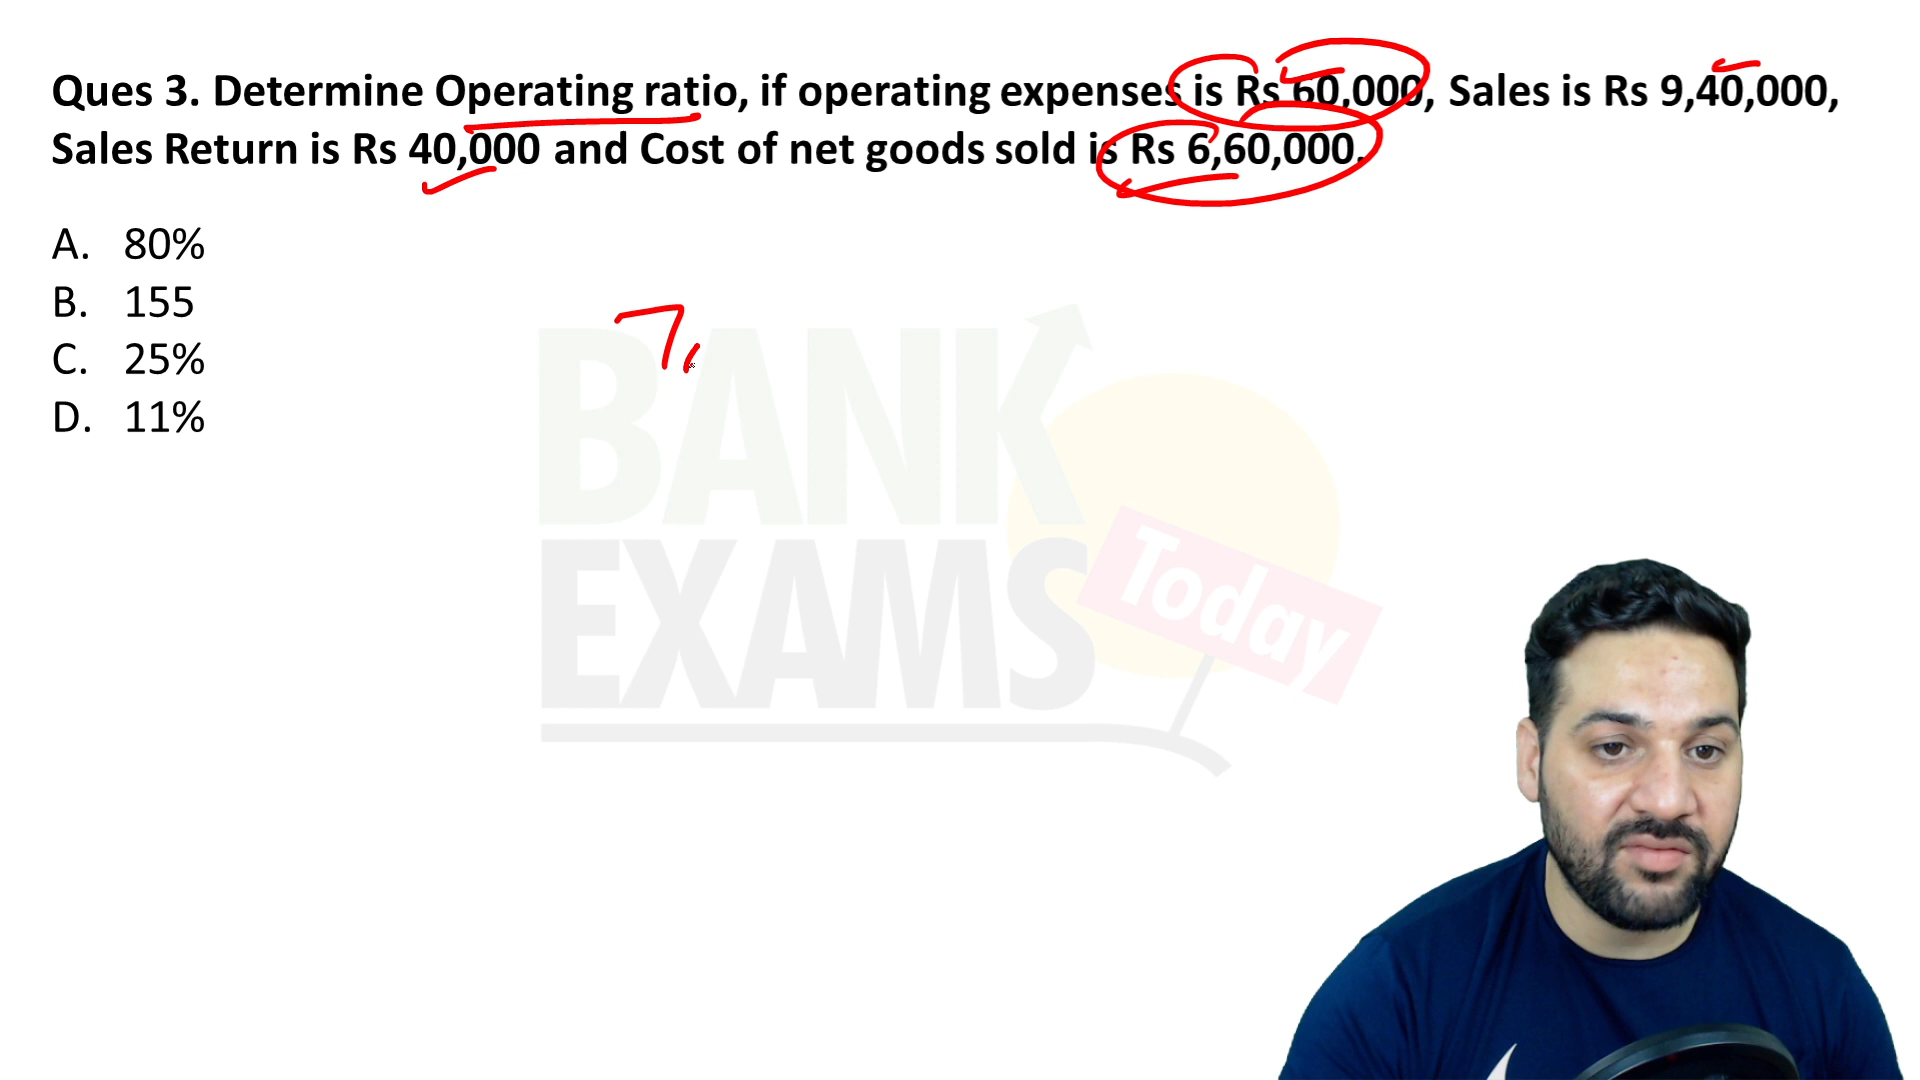 Ques 3. Determine Operating ratio, if operating expenses is Rs 60,000, Sales is Rs 9,40,000,
Sales Return is Rs 40,000 and Cost of net goods sold is Rs 6,60,000.
A. 80%
B. 155
C. 25%
D. 11%
7
BANK
EXAMS
Today